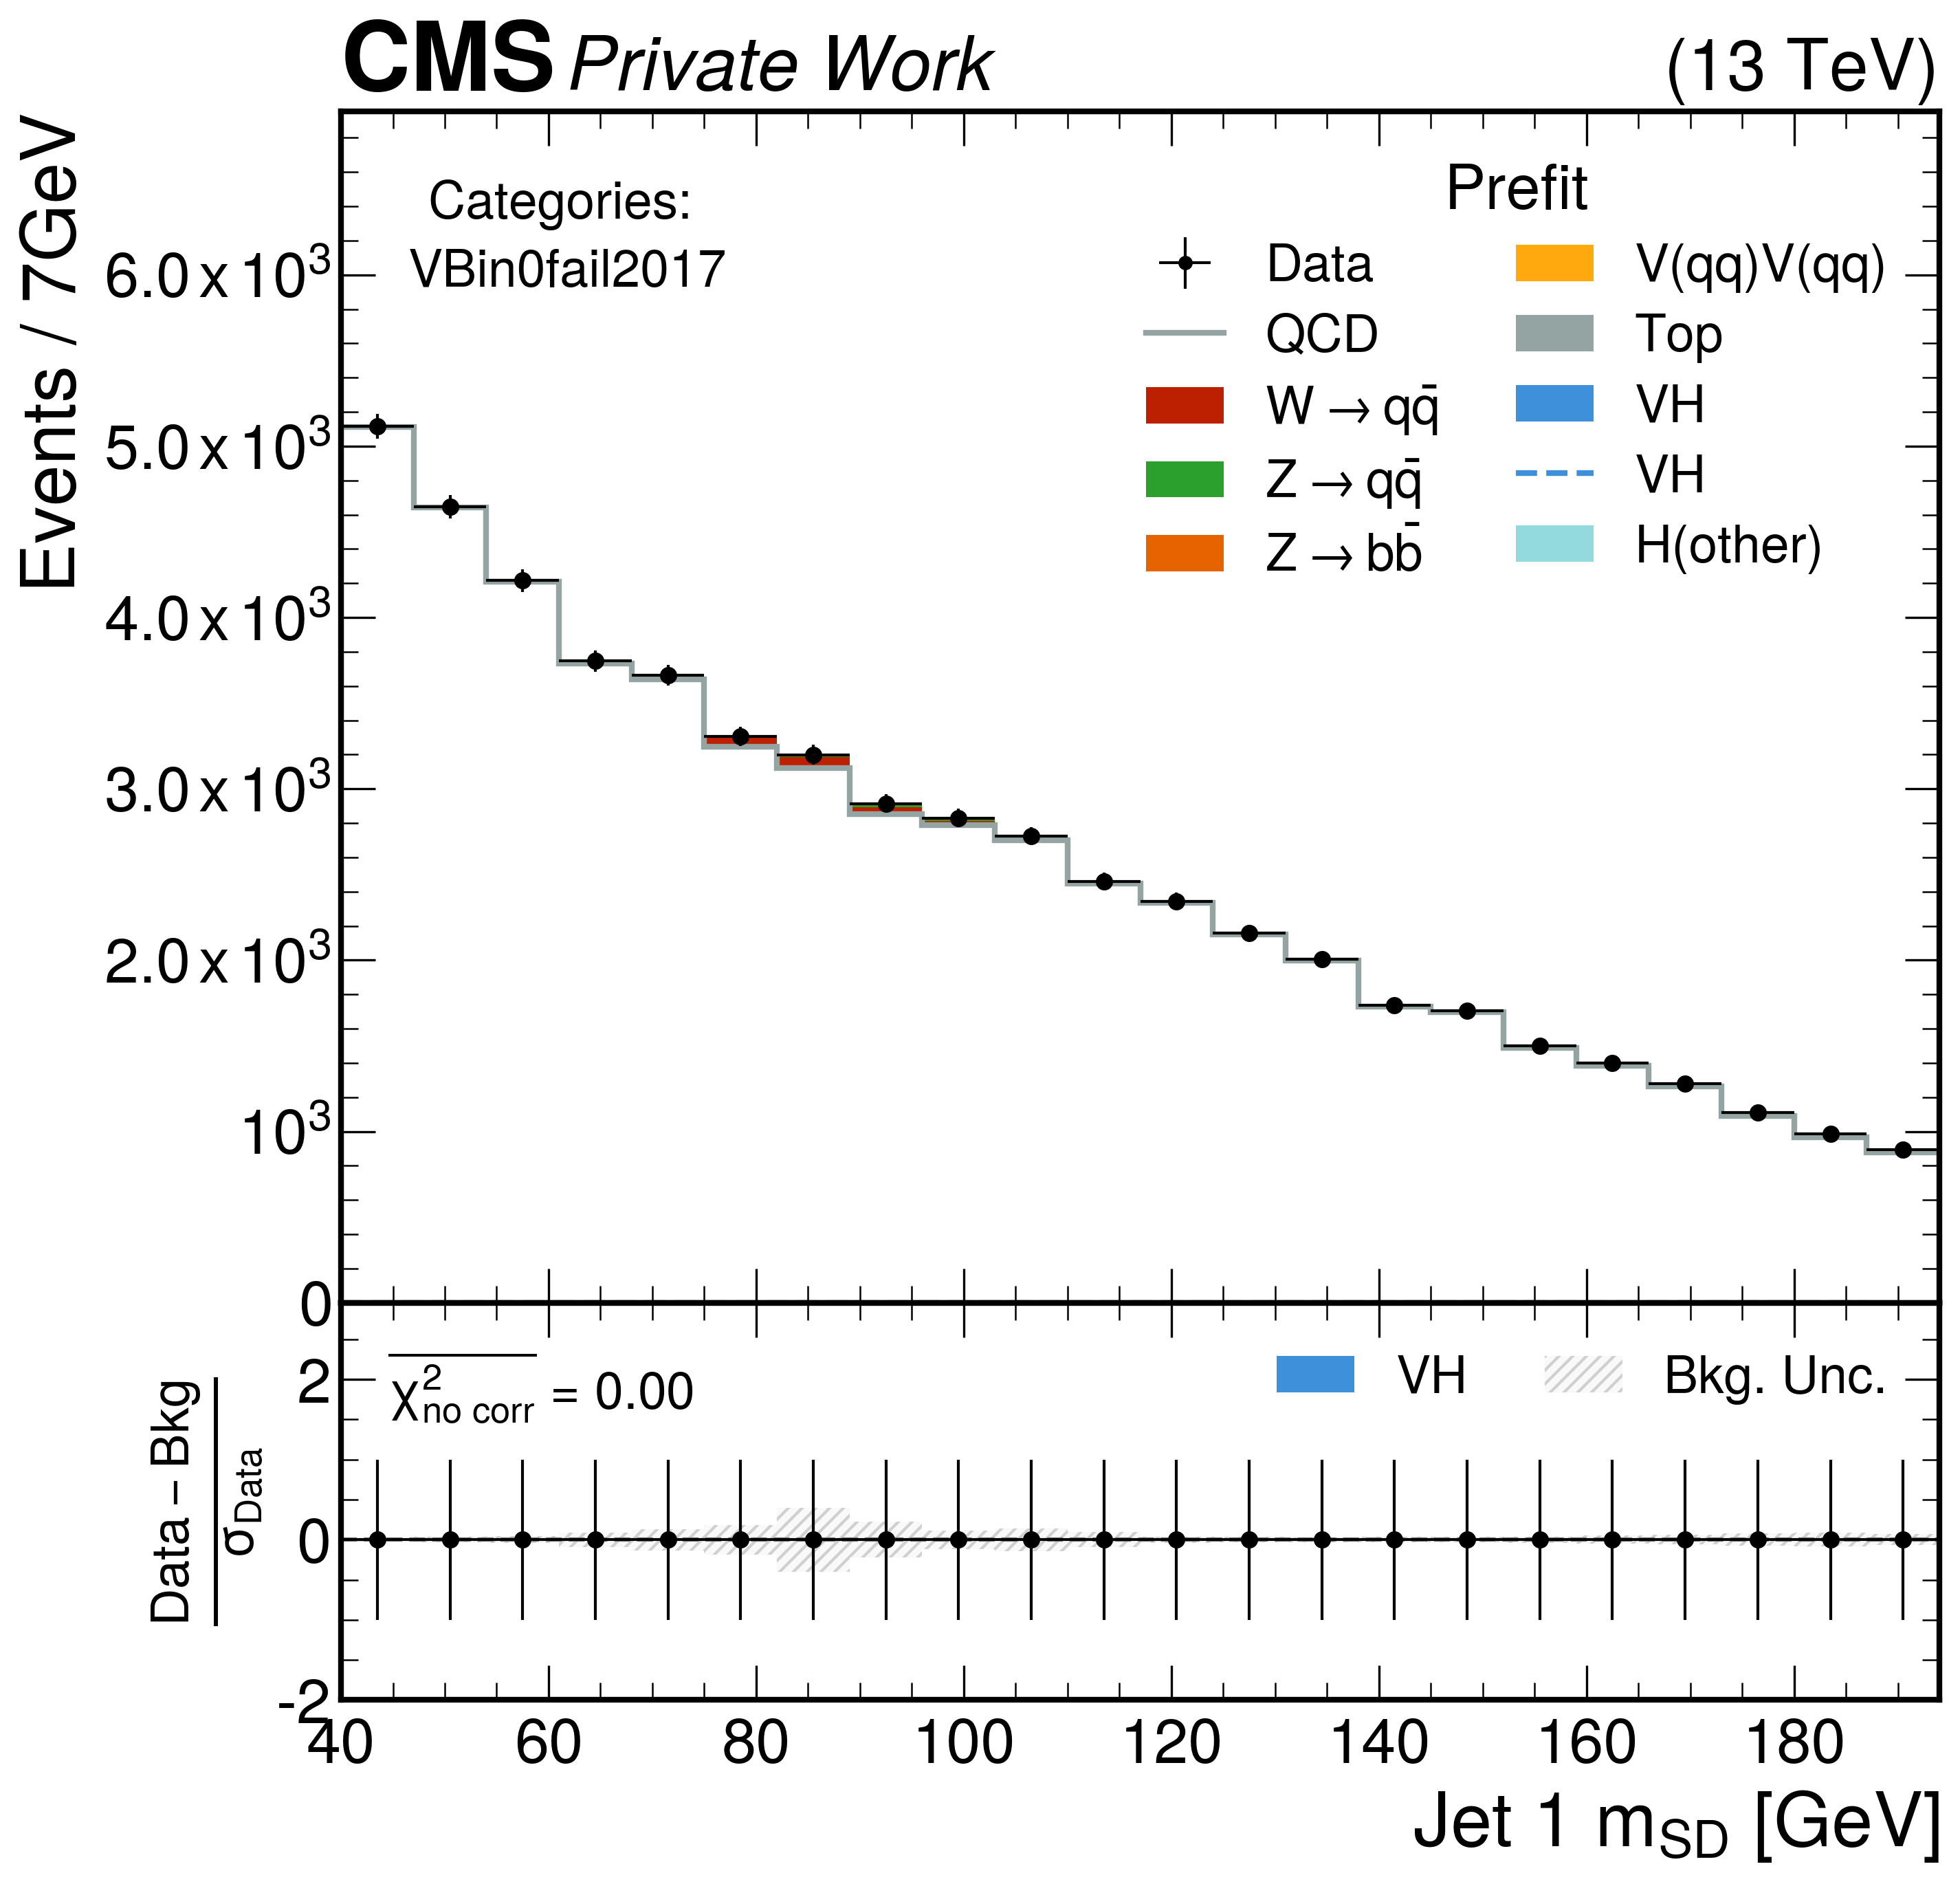 CMS Private Work (13 TeV)
Events / 7GeV
Categories:
VBin0fail2017
Prefit
Data
QCD
W → qq̄
Z → qq̄
Z → bb̄
V(qq)V(qq)
Top
VH
VH
H(other)
6.0 x 10³
5.0 x 10³
4.0 x 10³
3.0 x 10³
2.0 x 10³
10³
0
Data – Bkg
σ_Data
χ²_no corr = 0.00
VH
Bkg. Unc.
2
0
-2
40 60 80 100 120 140 160 180
Jet 1 m_SD [GeV]